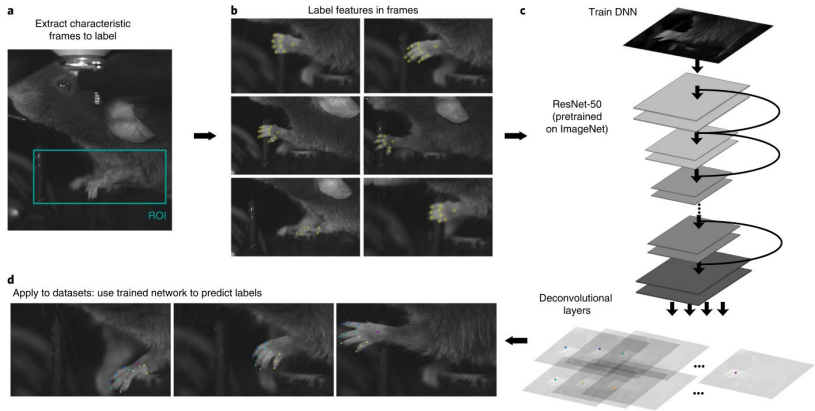 a
Extract characteristic
frames to label
ROI
b
Label features in frames
c
Train DNN
ResNet-50
(pretrained
on ImageNet)
Deconvolutional
layers
d
Apply to datasets: use trained network to predict labels